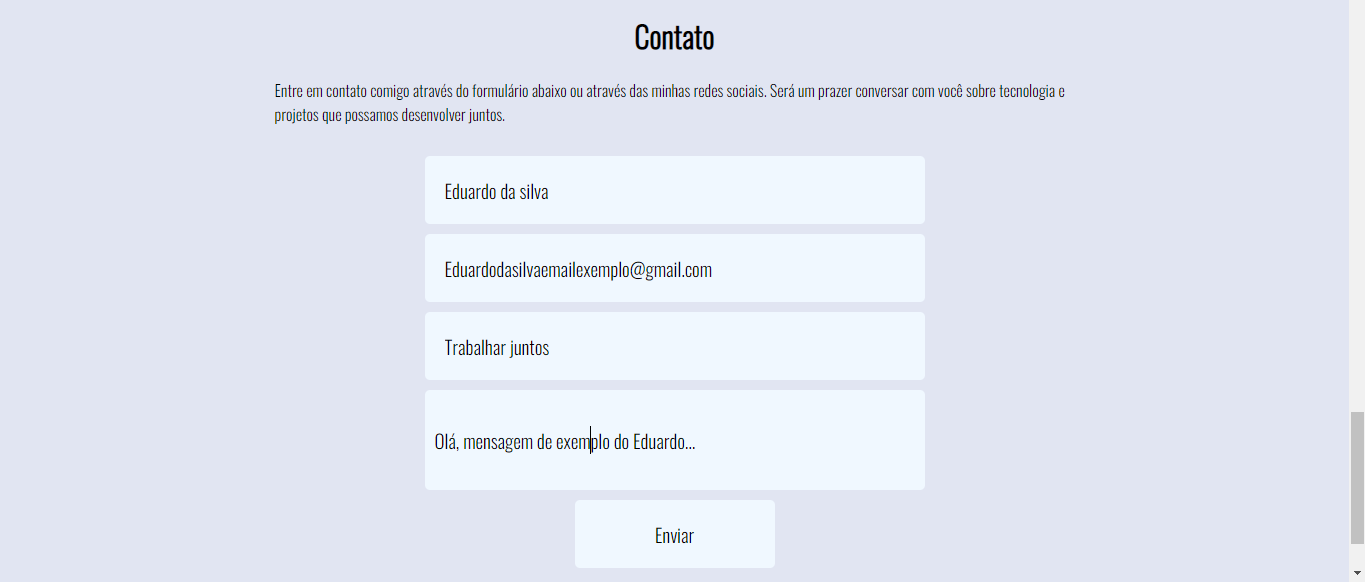 Contato
Entre em contato comigo através do formulário abaixo ou através das minhas redes sociais. Será um prazer conversar com você sobre tecnologia e
projetos que possamos desenvolver juntos.
Eduardo da silva
Eduardodasilvaemailexemplo@gmail.com
Trabalhar juntos
Olá, mensagem de exemplo do Eduardo...
Enviar